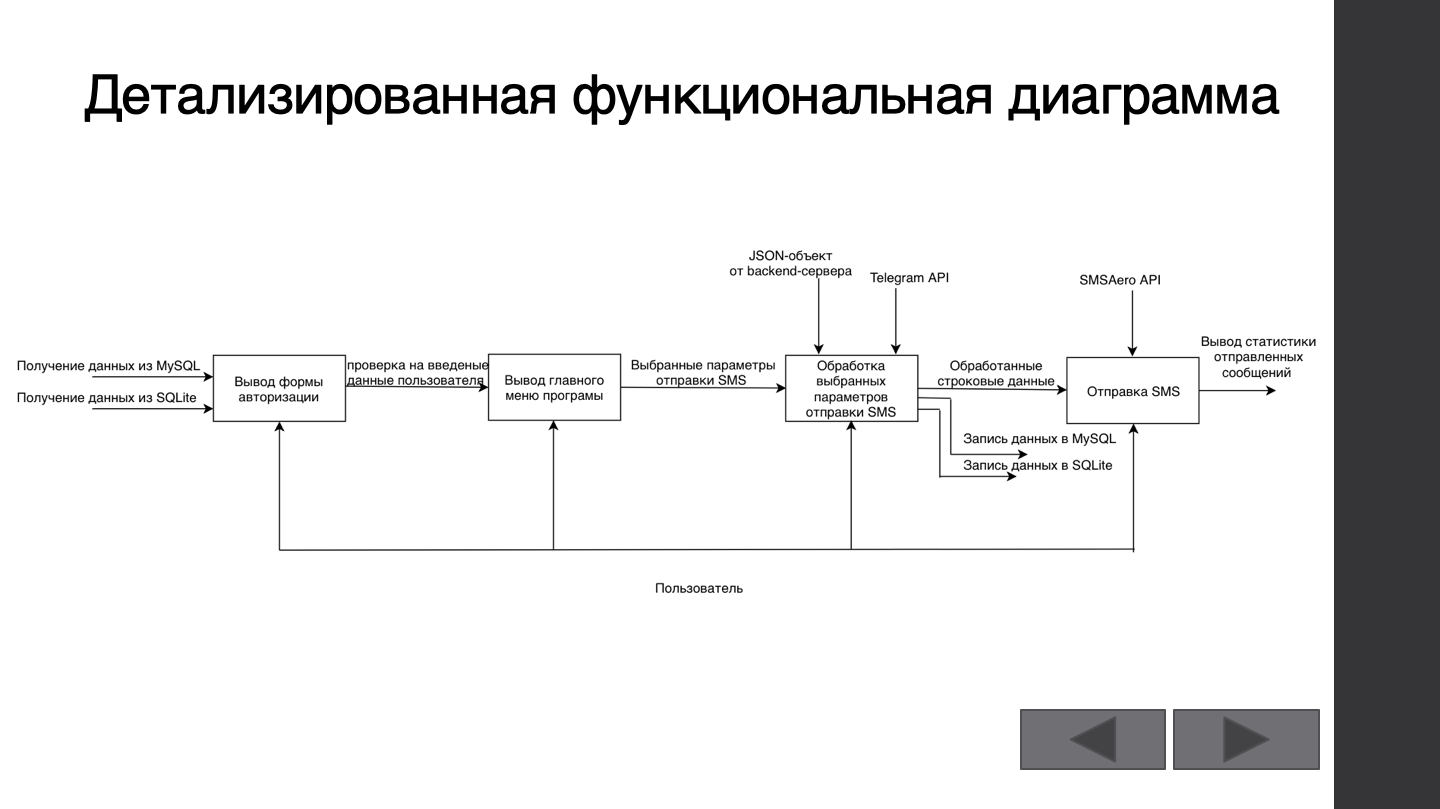 Детализированная функциональная диаграмма
JSON-объект
от backend-сервера
Telegram API
SMSAero API
Получение данных из MySQL
Получение данных из SQLite
Вывод формы
авторизации
проверка на введеные
данные пользователя
Вывод главного
меню програмы
Выбранные параметры
отправки SMS
Обработка
выбранных
параметров
отправки SMS
Обработанные
строковые данные
Запись данных в MySQL
Запись данных в SQLite
Отправка SMS
Вывод статистики
отправленных
сообщений
Пользователь